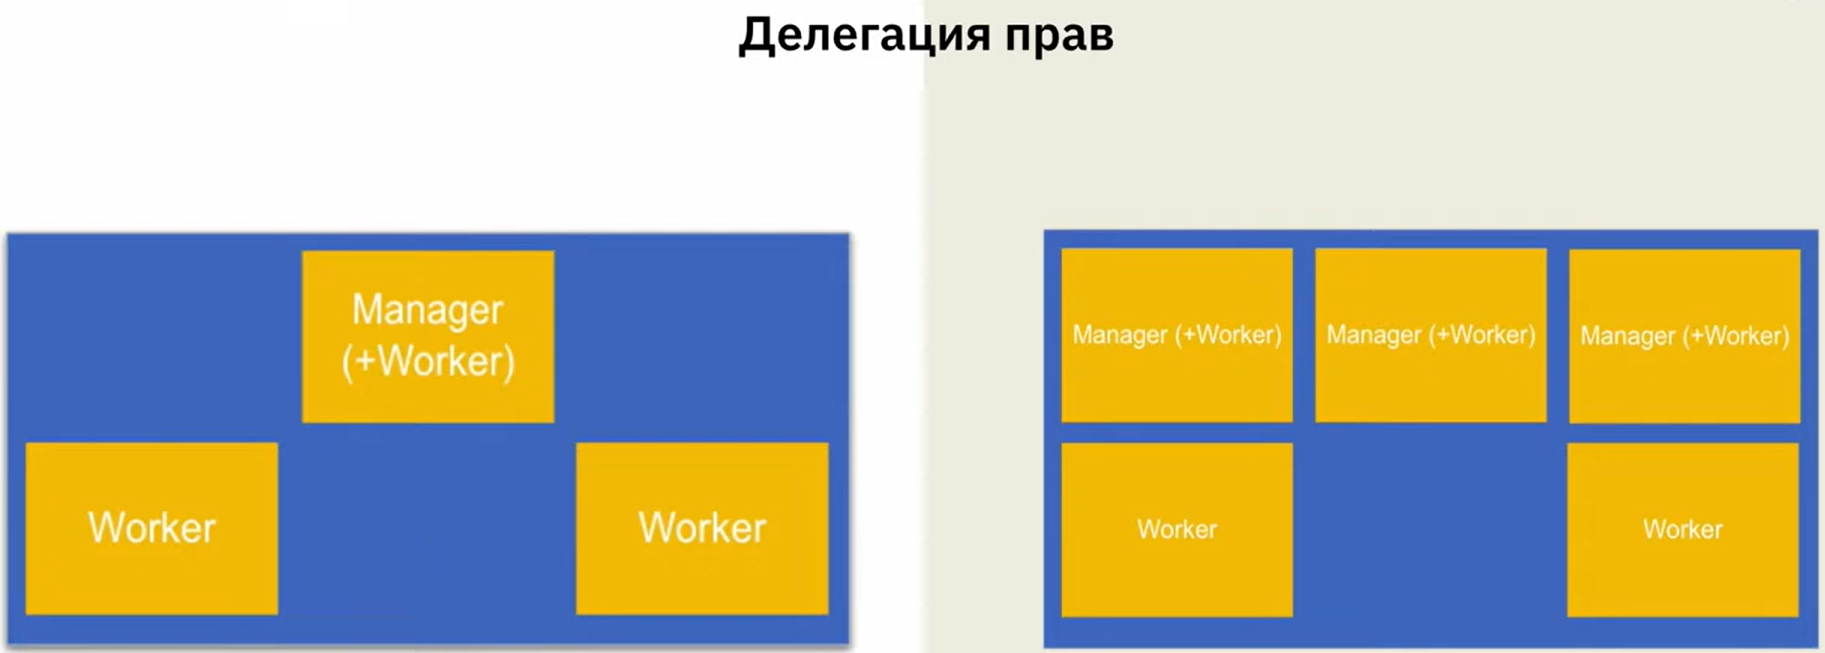 Делегация прав
Manager
(+Worker)
Worker
Worker
Manager (+Worker)
Manager (+Worker)
Manager (+Worker)
Worker
Worker